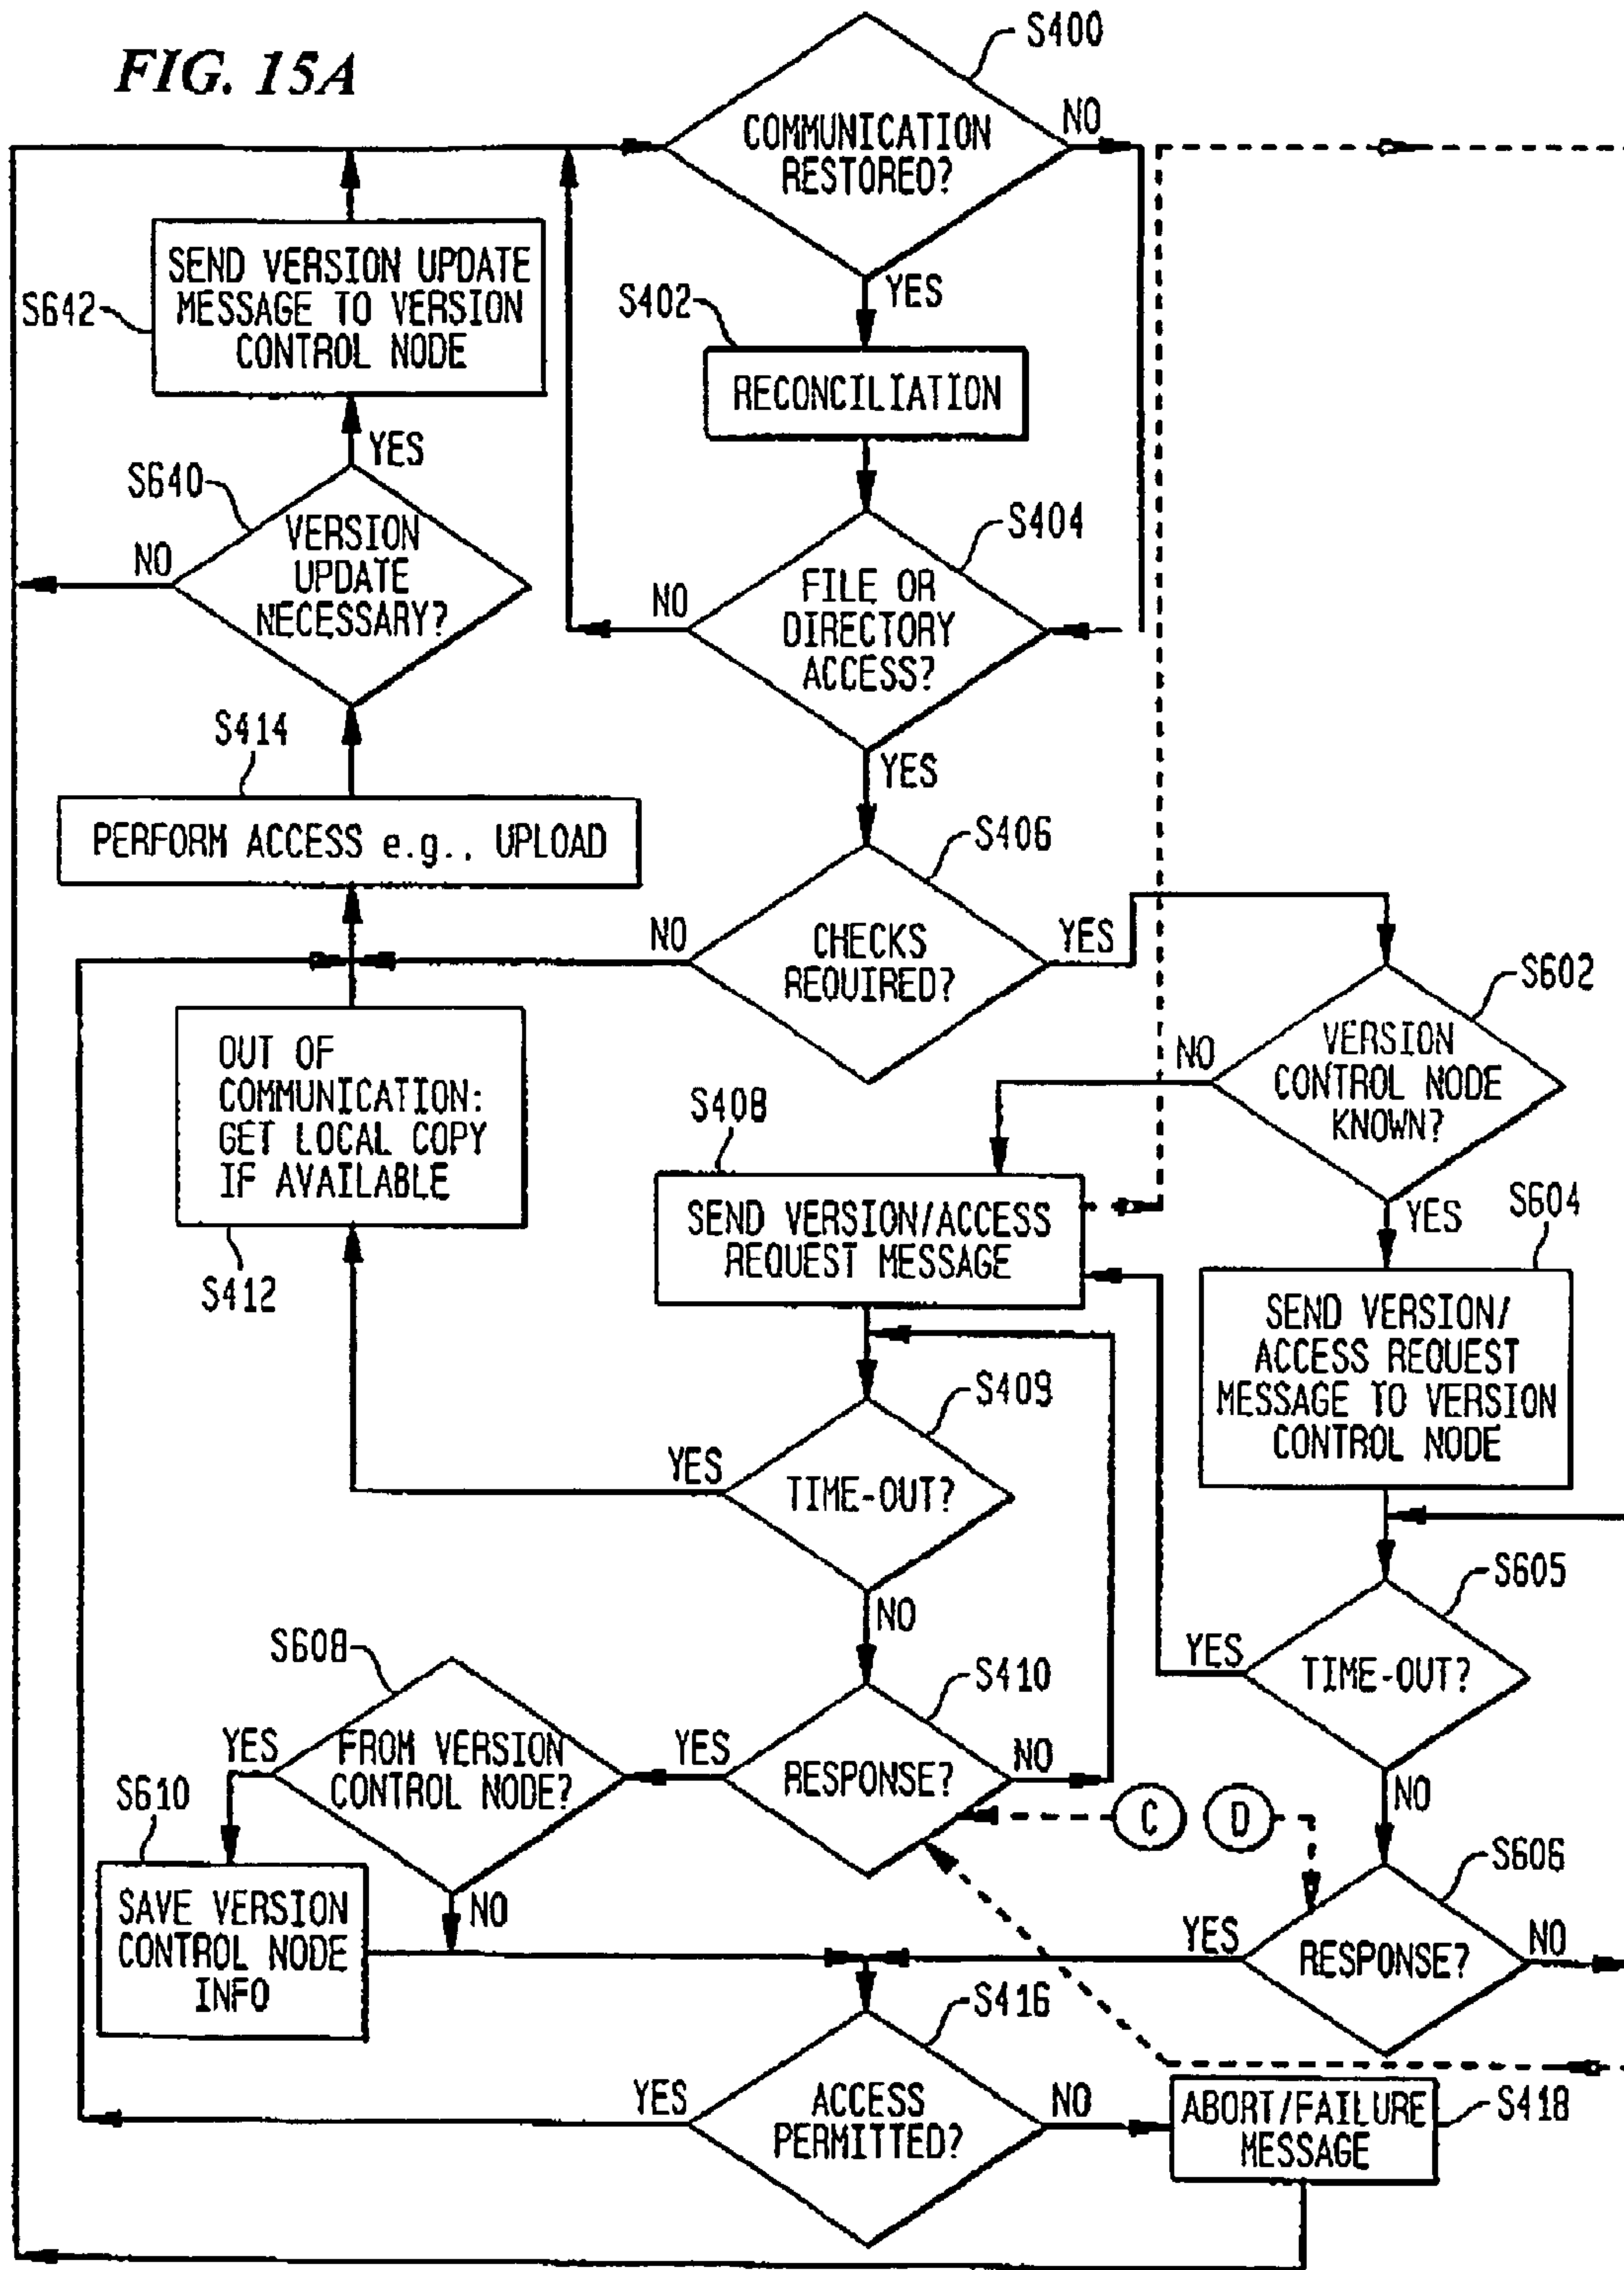 FIG. 15A
S400
COMMUNICATION
RESTORED?
NO
YES
SEND VERSION UPDATE
MESSAGE TO VERSION
CONTROL NODE
S642
S402
RECONCILIATION
YES
S640
VERSION
UPDATE
NECESSARY?
NO
S404
FILE OR
DIRECTORY
ACCESS?
NO
YES
S414
PERFORM ACCESS e.g., UPLOAD
S406
CHECKS
REQUIRED?
NO
YES
S602
VERSION
CONTROL NODE
KNOWN?
NO
YES
OUT OF
COMMUNICATION:
GET LOCAL COPY
IF AVAILABLE
S412
S408
SEND VERSION/ACCESS
REQUEST MESSAGE
S604
SEND VERSION/
ACCESS REQUEST
MESSAGE TO VERSION
CONTROL NODE
S409
TIME-OUT?
YES
NO
S605
TIME-OUT?
YES
NO
S608
FROM VERSION
CONTROL NODE?
YES
NO
S410
RESPONSE?
YES
NO
C
D
S610
SAVE VERSION
CONTROL NODE
INFO
S606
RESPONSE?
YES
NO
S416
ACCESS
PERMITTED?
YES
NO
ABORT/FAILURE
MESSAGE
S418